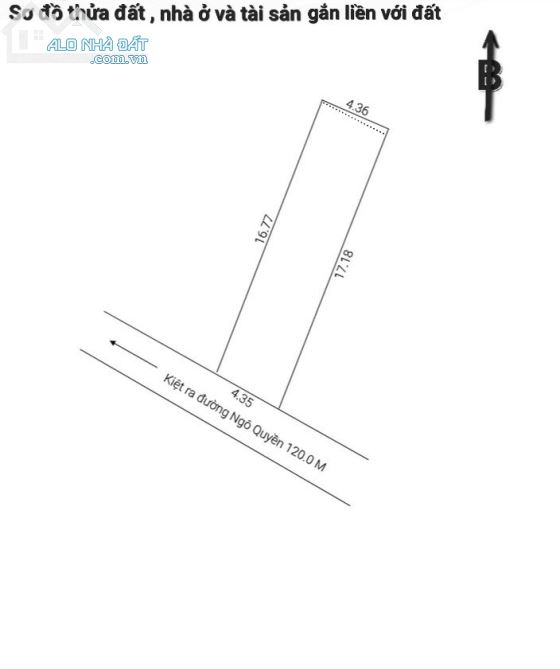 Sơ đồ thửa đất , nhà ở và tài sản gắn liền với đất
ALO NHÀ ĐẤT
.com.vn
B
4.36
16.77
17.18
4.35
Kiệt ra đường Ngô Quyền 120.0 M